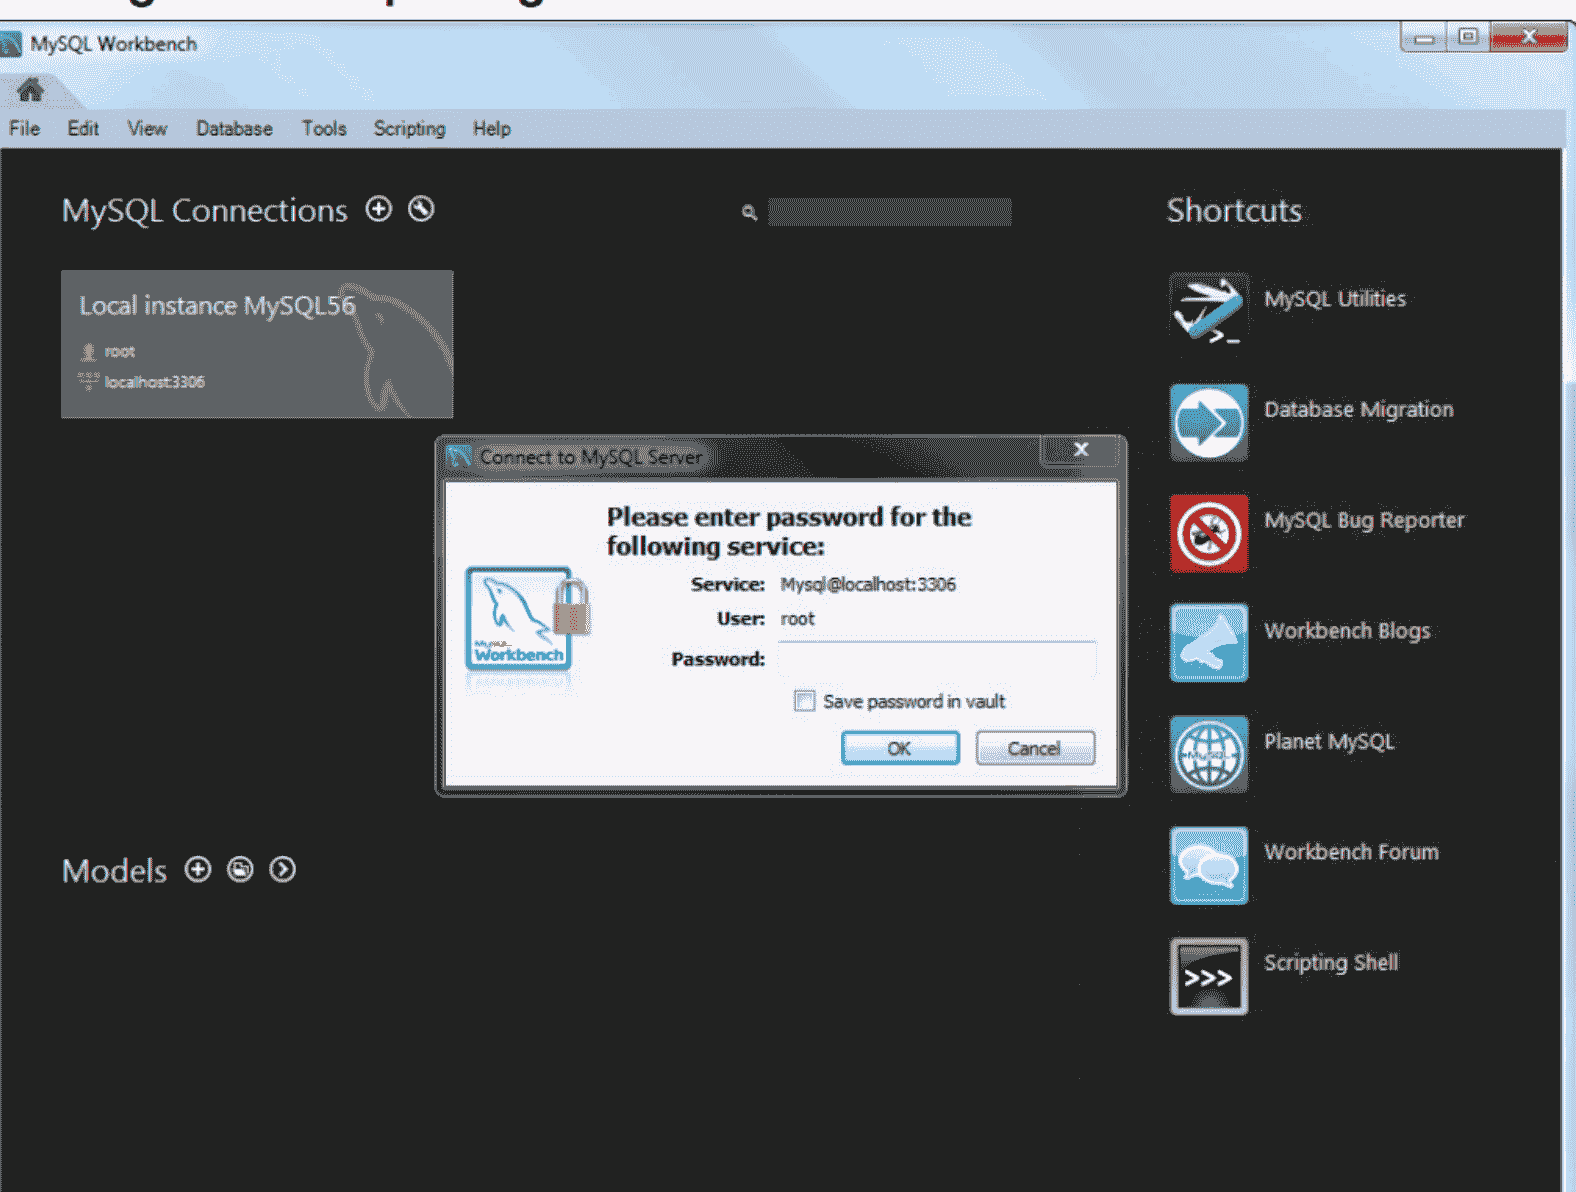 MySQL Workbench
File Edit View Database Tools Scripting Help
MySQL Connections
Shortcuts
Local instance MySQL56
root
localhost:3306
MySQL Utilities
Database Migration
MySQL Bug Reporter
Workbench Blogs
Planet MySQL
MySQL
Workbench Forum
Scripting Shell
>>>
Connect to MySQL Server
Please enter password for the
following service:
Service: Mysql@localhost:3306
User: root
Password:
Save password in vault
OK Cancel
MySQL
Workbench
Models